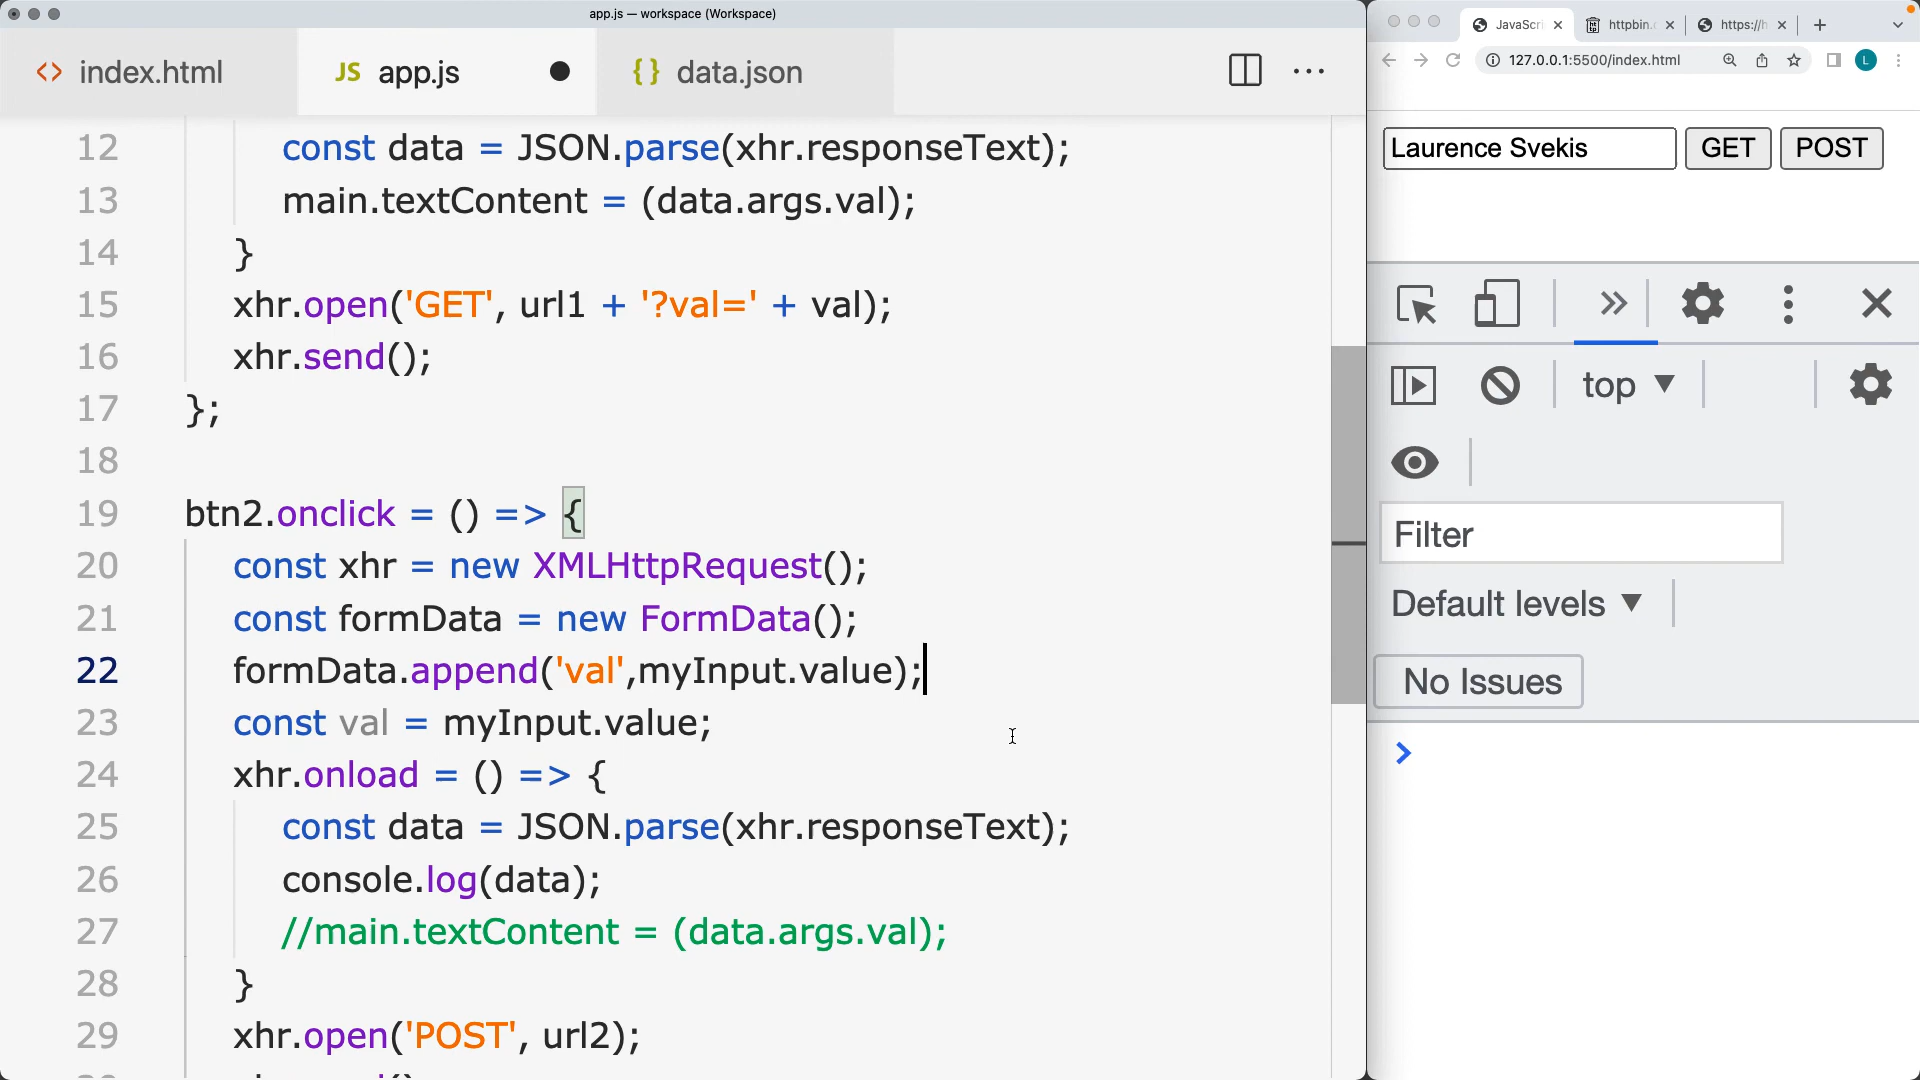 app.js — workspace (Workspace)
<> index.html
JS app.js
{} data.json
12 const data = JSON.parse(xhr.responseText);
13 main.textContent = (data.args.val);
14 }
15 xhr.open('GET', url1 + '?val=' + val);
16 xhr.send();
17 };
18
19 btn2.onclick = () => {
20 const xhr = new XMLHttpRequest();
21 const formData = new FormData();
22 formData.append('val',myInput.value);
23 const val = myInput.value;
24 xhr.onload = () => {
25 const data = JSON.parse(xhr.responseText);
26 console.log(data);
27 //main.textContent = (data.args.val);
28 }
29 xhr.open('POST', url2);
JavaScri
httpbin.
https://h
127.0.0.1:5500/index.html
L
Laurence Svekis GET POST
top
Filter
Default levels
No Issues